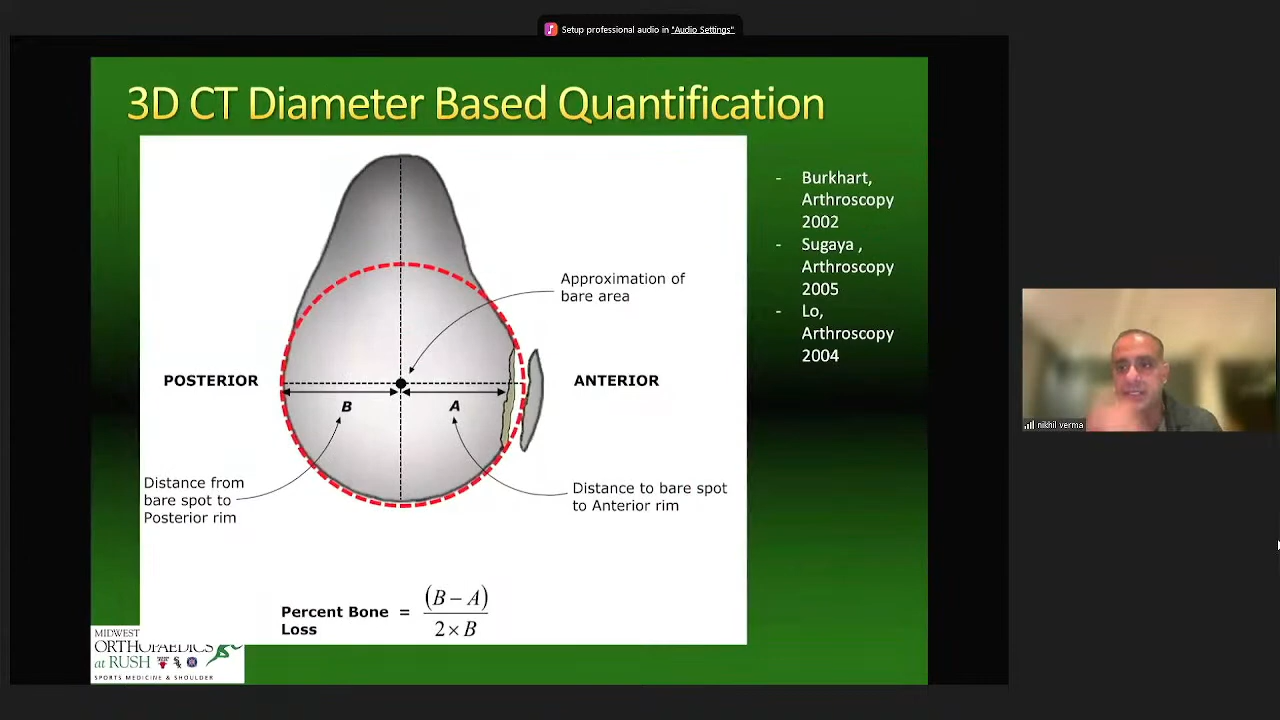 Setup professional audio in "Audio Settings"
3D CT Diameter Based Quantification
Approximation of
bare area
POSTERIOR
ANTERIOR
B
A
Distance from
bare spot to
Posterior rim
Distance to bare spot
to Anterior rim
Percent Bone = (B − A)
Loss 2 × B
- Burkhart,
Arthroscopy
2002
- Sugaya ,
Arthroscopy
2005
- Lo,
Arthroscopy
2004
nikhil verma
MIDWEST
ORTHOPAEDICS
at RUSH
SPORTS MEDICINE & SHOULDER